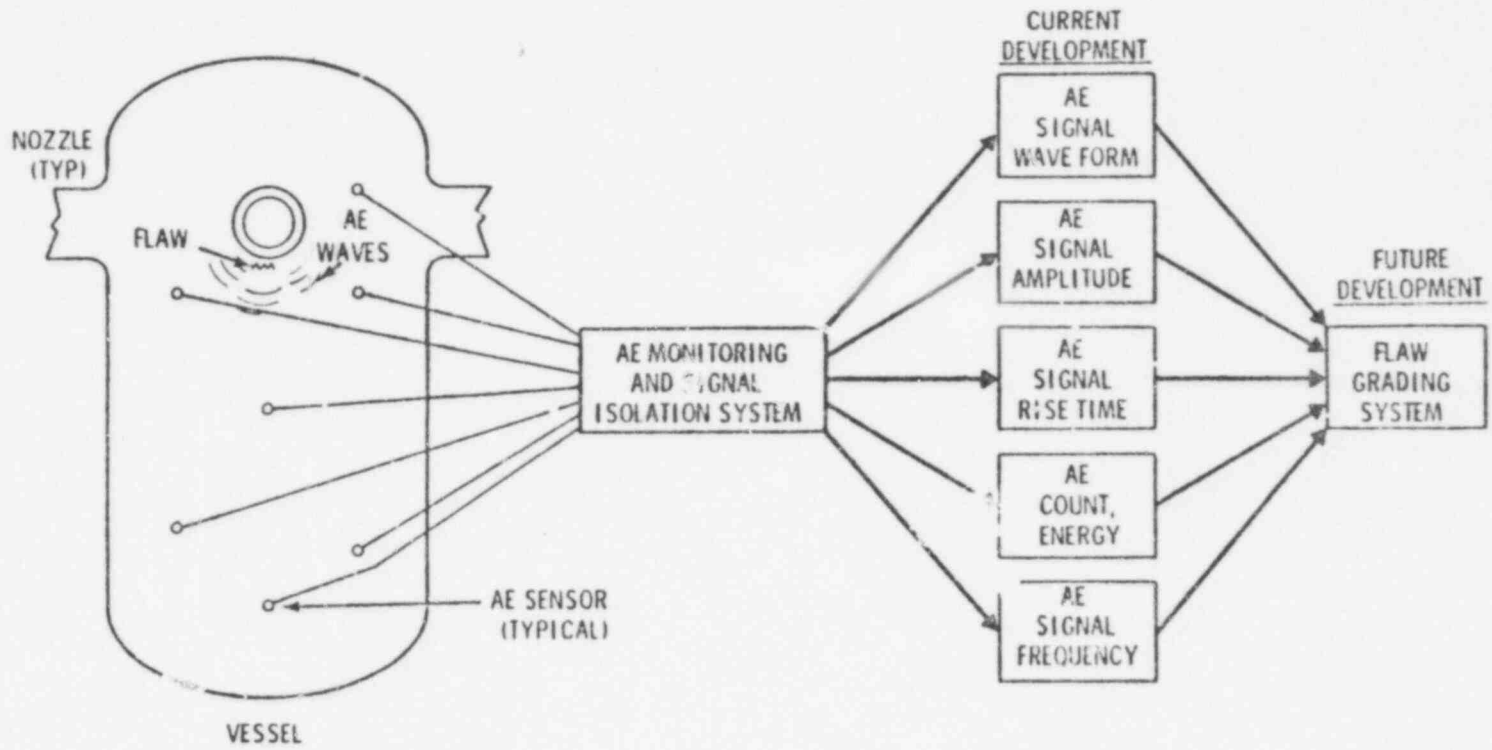 CURRENT
DEVELOPMENT
NOZZLE
(TYP)
FLAW
AE
WAVES
AE MONITORING
AND SIGNAL
ISOLATION SYSTEM
AE
SIGNAL
WAVE FORM
AE
SIGNAL
AMPLITUDE
AE
SIGNAL
RISE TIME
AE
COUNT,
ENERGY
AE
SIGNAL
FREQUENCY
FUTURE
DEVELOPMENT
FLAW
GRADING
SYSTEM
AE SENSOR
(TYPICAL)
VESSEL